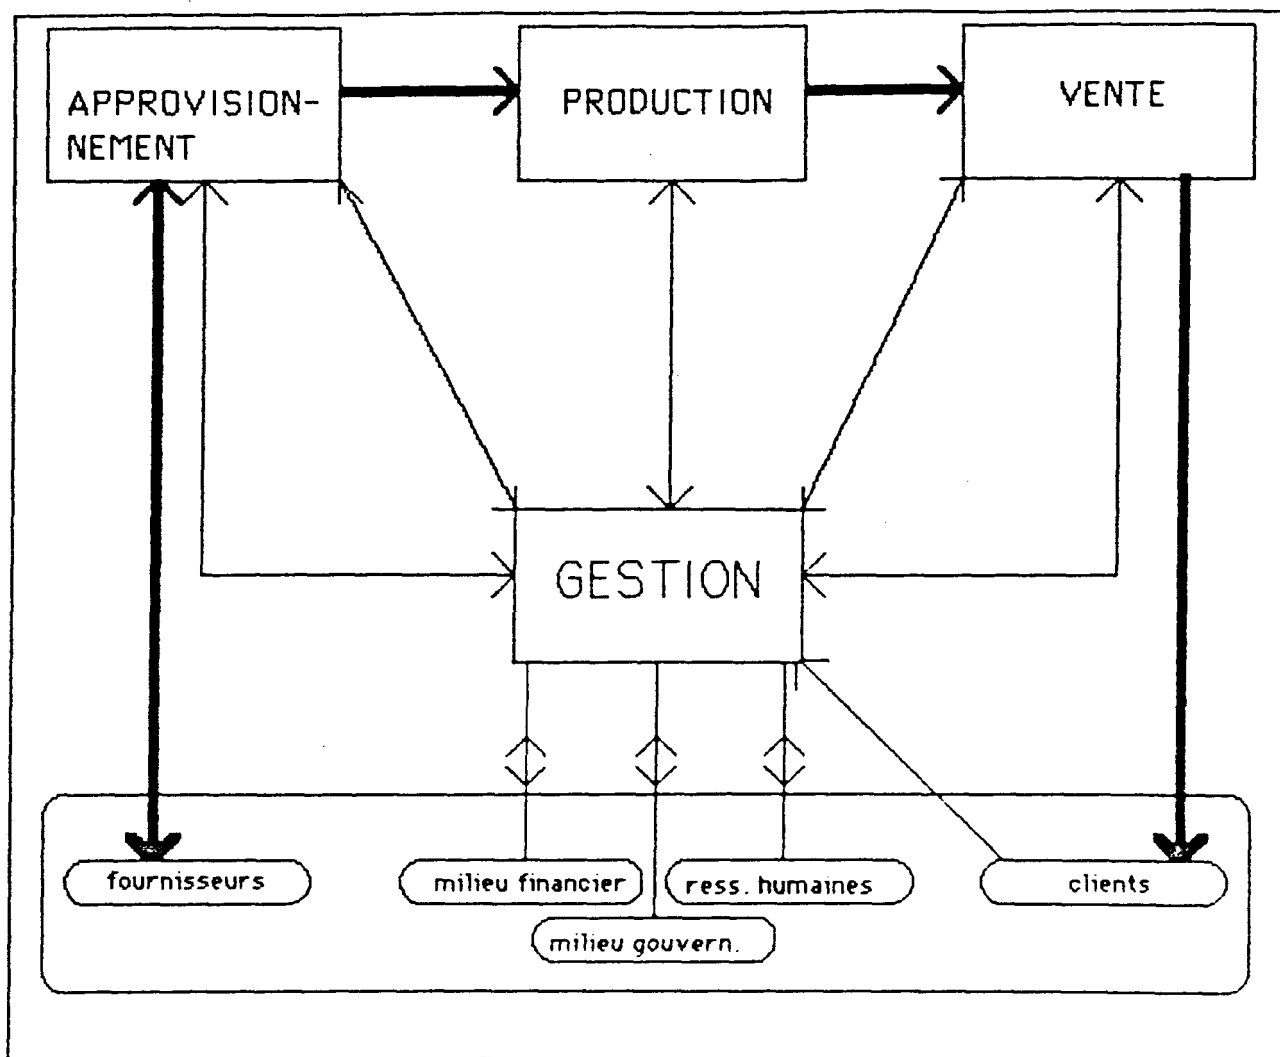 APPROVISION-
NEMENT
PRODUCTION
VENTE
GESTION
fournisseurs
milieu financier
ress. humaines
clients
milieu gouvern.